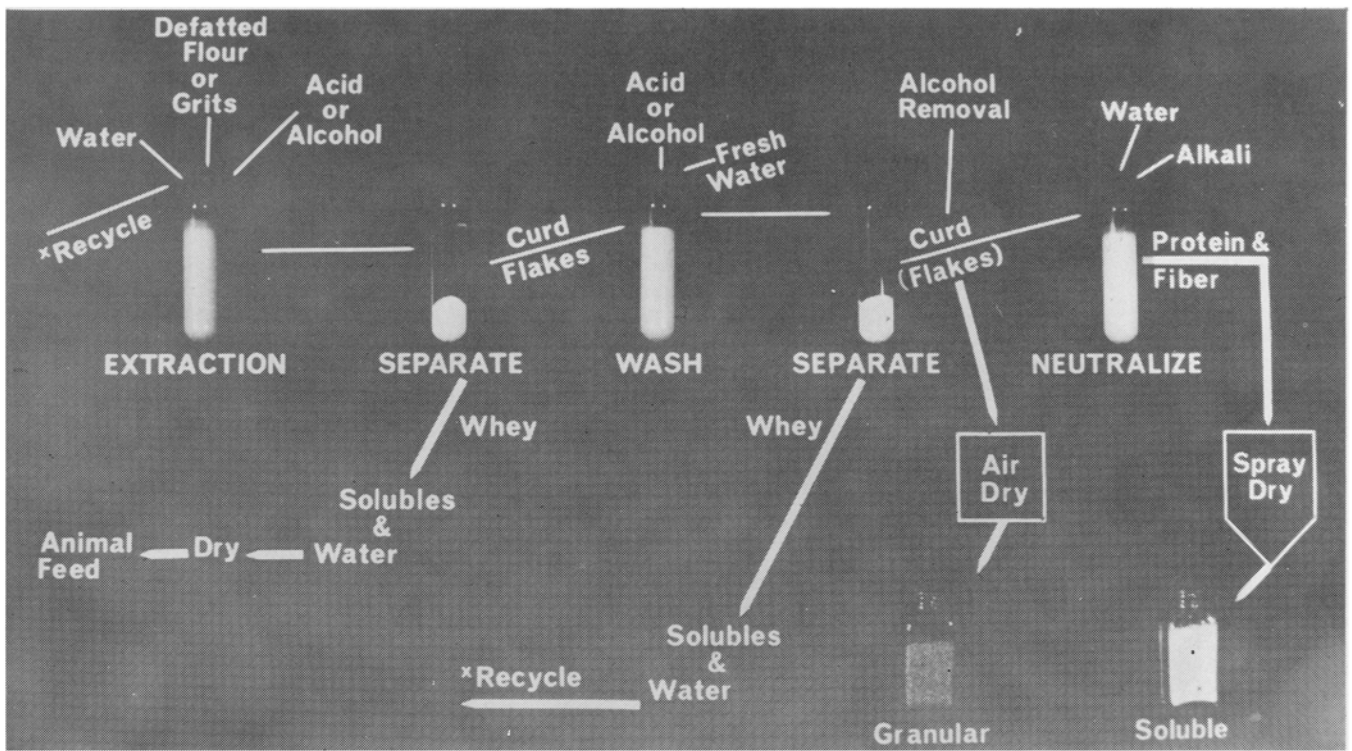 Defatted
Flour
or
Grits
Water
Acid
or
Alcohol
xRecycle
EXTRACTION
SEPARATE
Curd
Flakes
Acid
or
Alcohol
Fresh
Water
WASH
SEPARATE
Alcohol
Removal
Curd
(Flakes)
Water
Alkali
NEUTRALIZE
Protein &
Fiber
Whey
Solubles
&
Water
Dry
Animal
Feed
Whey
Solubles
&
Water
xRecycle
Air
Dry
Granular
Spray
Dry
Soluble